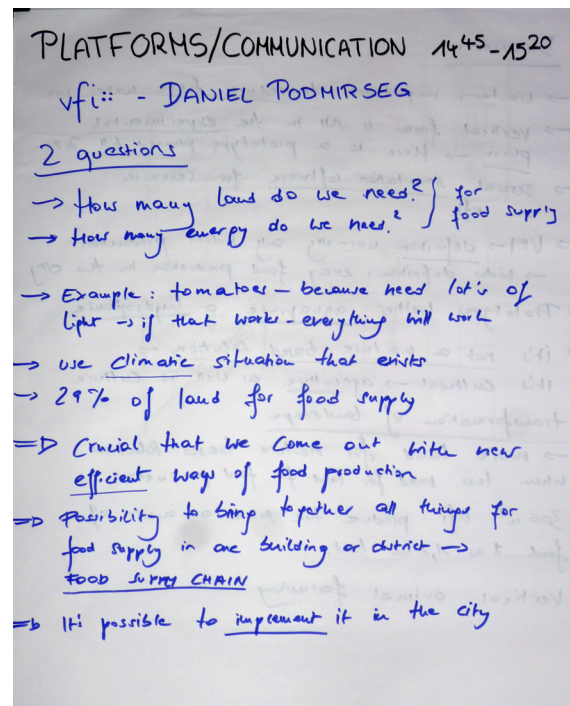 PLATFORMS/COMMUNICATION 14⁴⁵-15²⁰
vfi:: - DANIEL PODMIRSEG
2 questions
→ How many land do we need? } for
→ How many energy do we need? food supply
→ Example: tomatoes - because need lot's of
light → if that works - everything will work
→ use climatic situation that exists
→ 29% of land for food supply
⇒ Crucial that we come out with new
efficient ways of food production
⇒ Possibility to bring together all things for
food supply in one building or district →
FOOD SUPPLY CHAIN
⇒ It's possible to implement it in the city